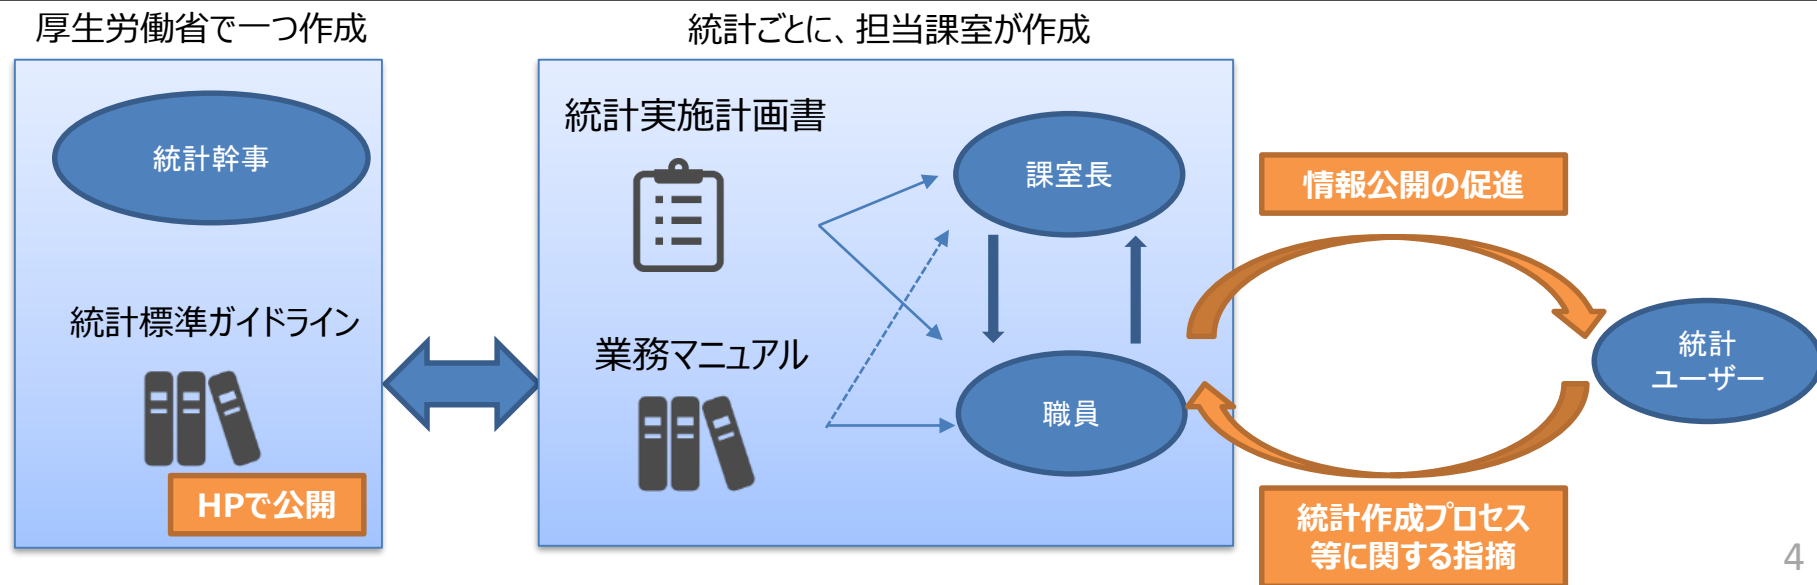 厚生労働省で一つ作成
統計幹事
統計標準ガイドライン
HPで公開
統計ごとに、担当課室が作成
統計実施計画書
業務マニュアル
課室長
職員
情報公開の促進
統計
ユーザー
統計作成プロセス
等に関する指摘
4